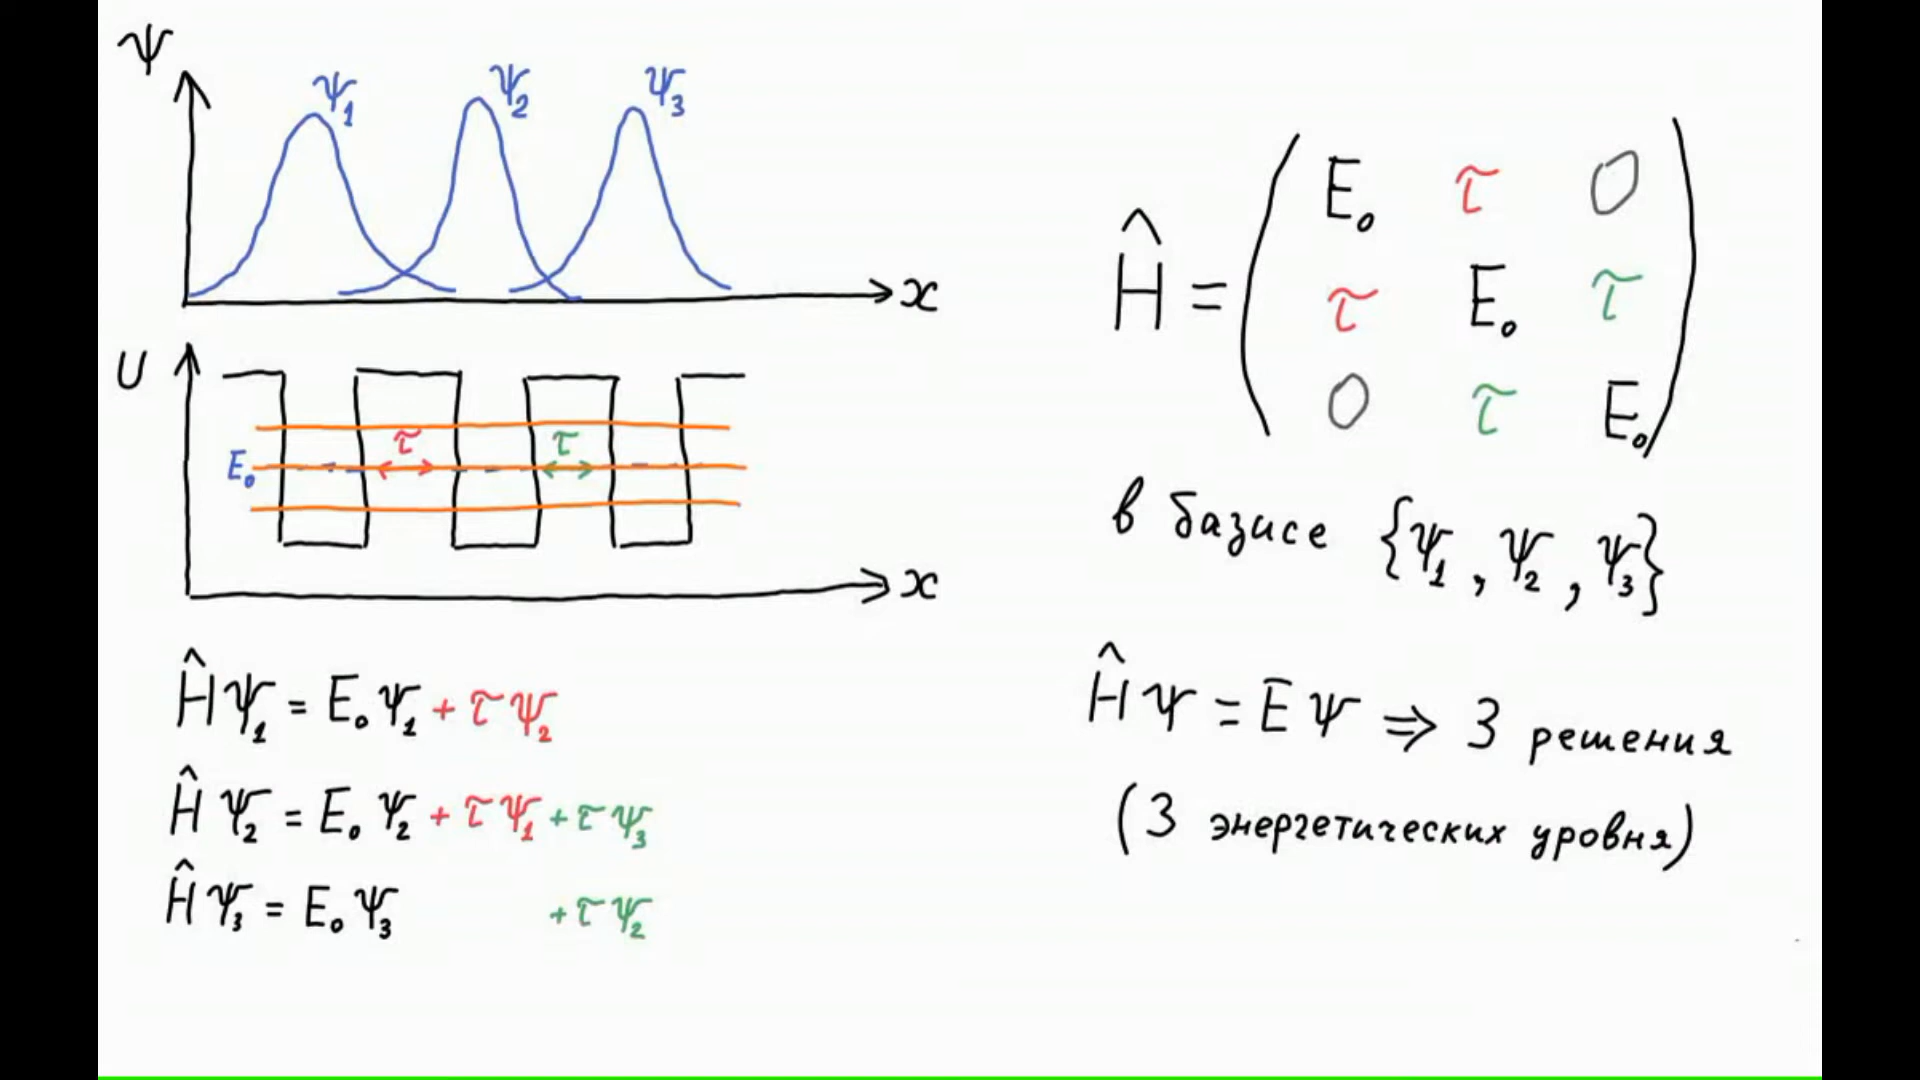 Ψ
ψ₁ ψ₂ ψ₃
x
U
τ τ
E₀
x
Ĥψ₁ = E₀ψ₁ + τψ₂
Ĥψ₂ = E₀ψ₂ + τψ₁ + τψ₃
Ĥψ₃ = E₀ψ₃ + τψ₂
E₀ τ 0
Ĥ = τ E₀ τ
0 τ E₀
в базисе {ψ₁, ψ₂, ψ₃}
ĤΨ = EΨ ⇒ 3 решения
(3 энергетических уровня)